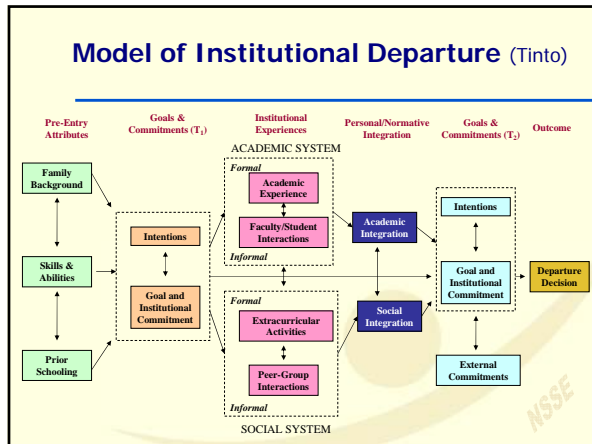 Model of Institutional Departure (Tinto)
Pre-Entry
Attributes
Goals &
Commitments (T1)
Institutional
Experiences
Personal/Normative
Integration
Goals &
Commitments (T2)
Outcome
ACADEMIC SYSTEM
Family
Background
Skills &
Abilities
Prior
Schooling
Intentions
Goal and
Institutional
Commitment
Formal
Academic
Experience
Faculty/Student
Interactions
Informal
Formal
Extracurricular
Activities
Peer-Group
Interactions
Informal
SOCIAL SYSTEM
Academic
Integration
Social
Integration
Intentions
Goal and
Institutional
Commitment
External
Commitments
Departure
Decision
NSSE